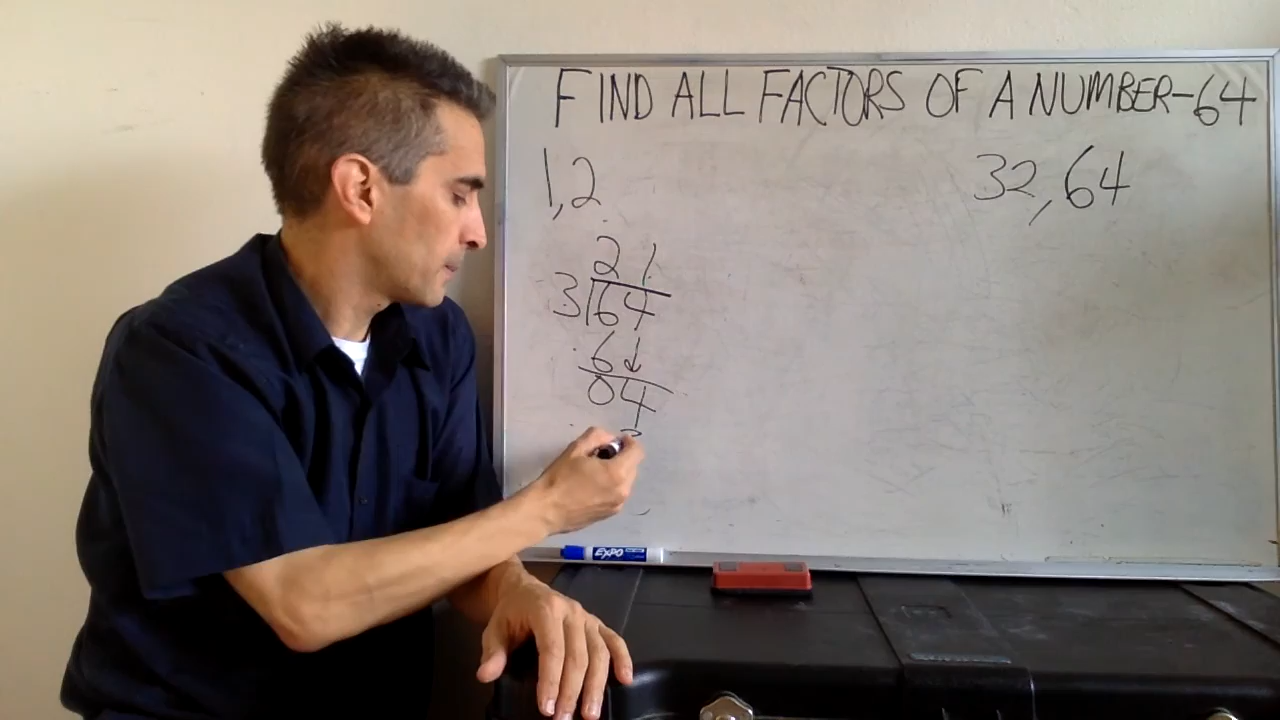 FIND ALL FACTORS OF A NUMBER-64
1,2 32,64
21
3 64
6
04
EXPO